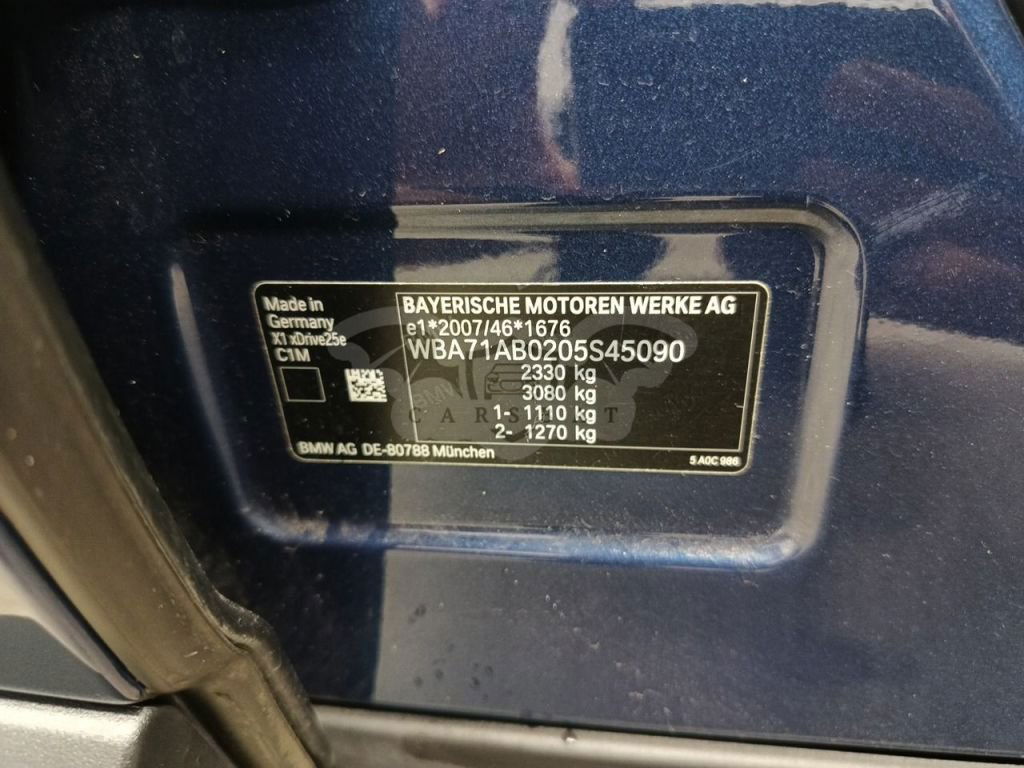 Made in
Germany
X1 xDrive25e
C1M
BAYERISCHE MOTOREN WERKE AG
e1*2007/46*1676
WBA71AB0205S45090
2330 kg
3080 kg
1- 1110 kg
2- 1270 kg
BMW AG DE-80788 München
5 A0C 986